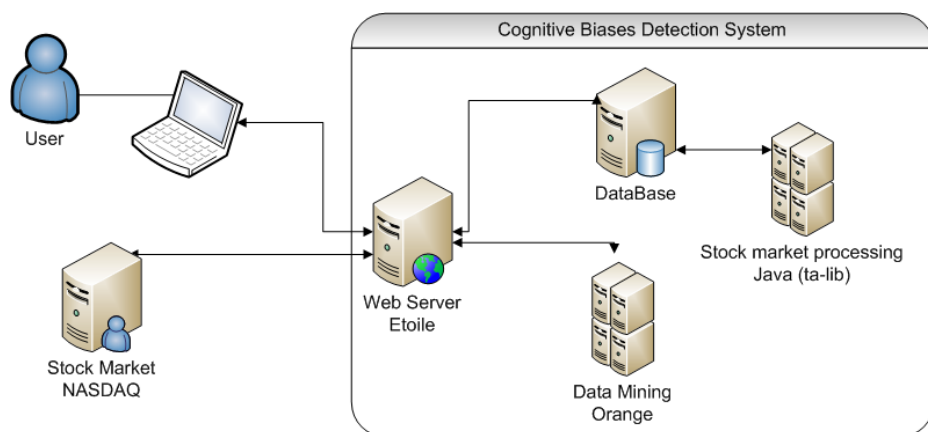 Cognitive Biases Detection System
User
DataBase
Stock market processing
Java (ta-lib)
Web Server
Etoile
Stock Market
NASDAQ
Data Mining
Orange